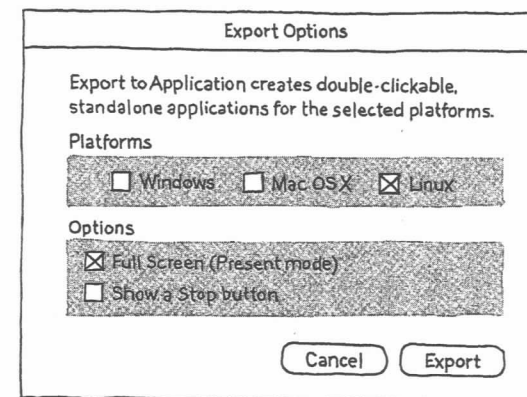 Export Options
Export to Application creates double-clickable,
standalone applications for the selected platforms.
Platforms
Windows Mac OS X Linux
Options
Full Screen (Present mode)
Show a Stop button
Cancel Export